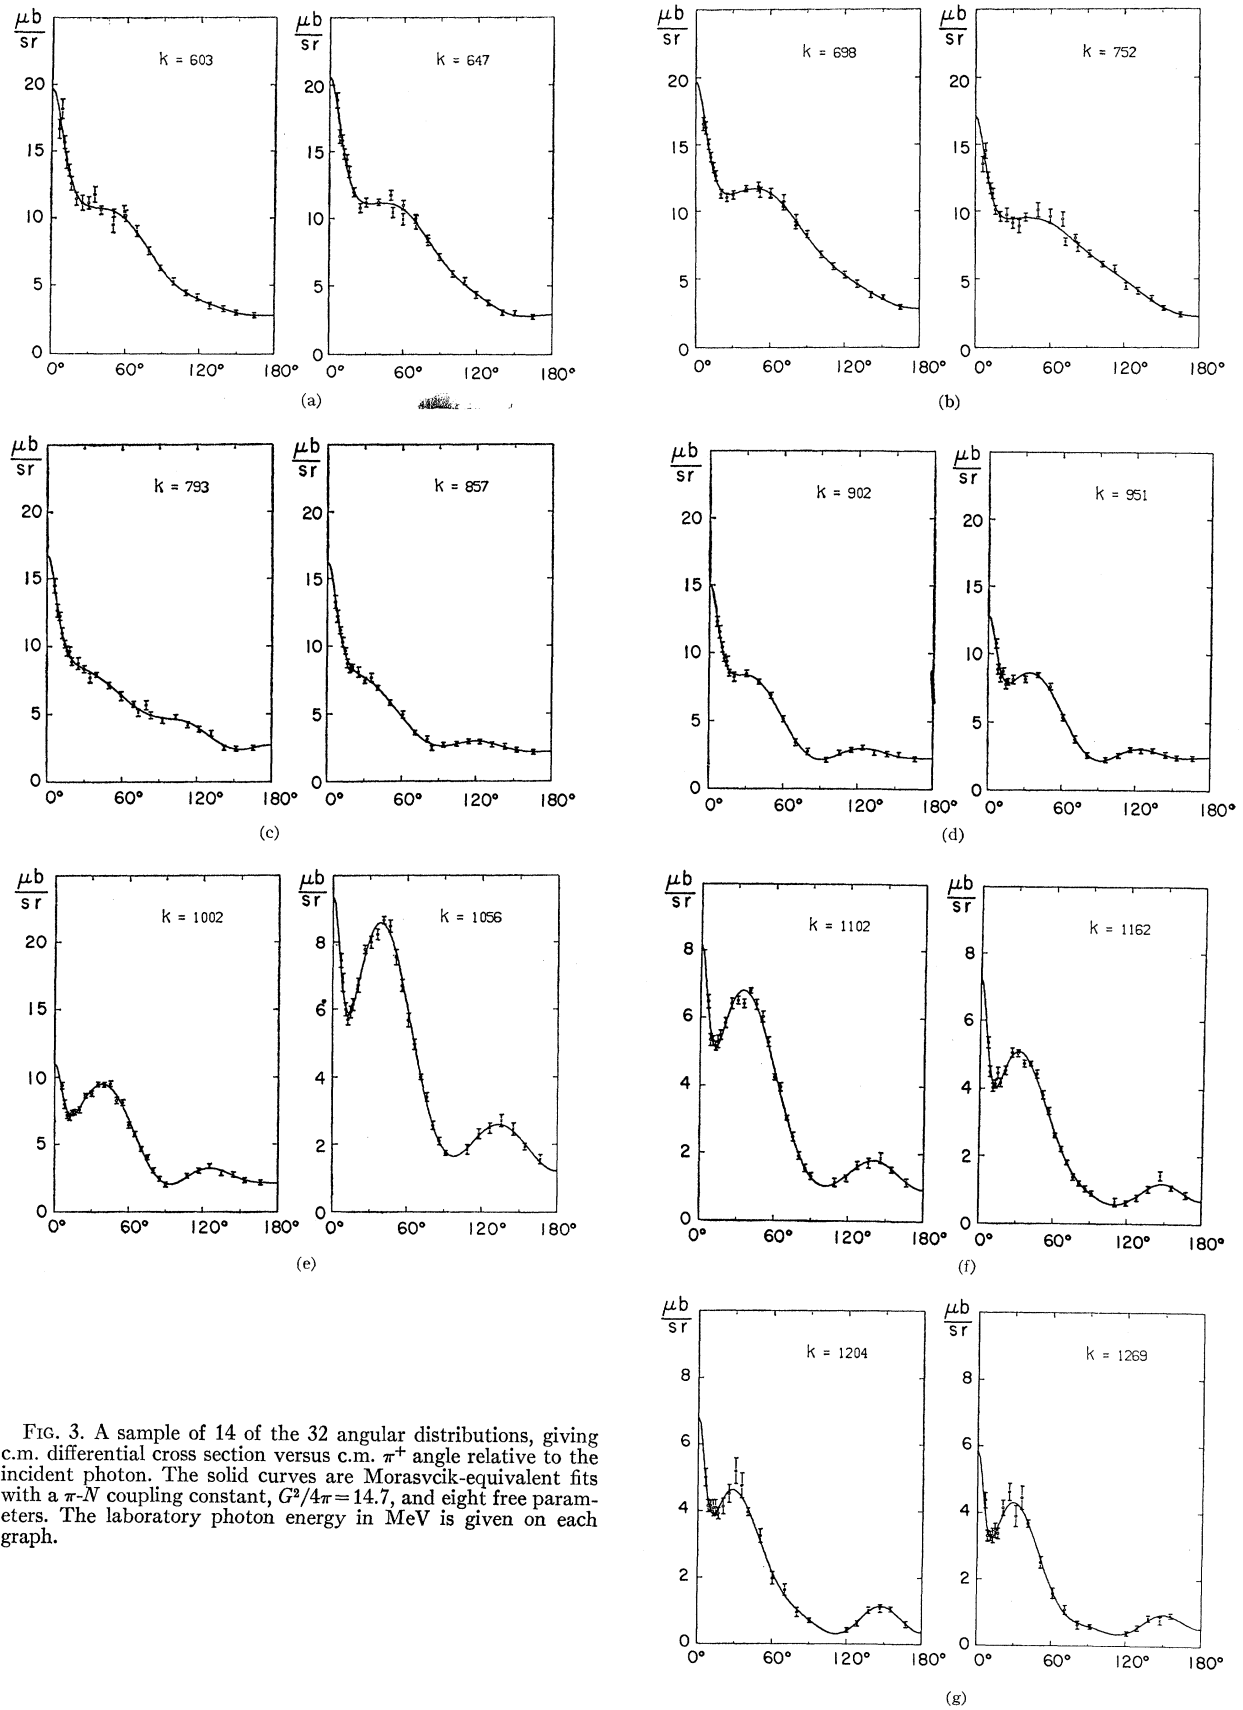 μb
sr
k = 603
20
15
10
5
0
0° 60° 120° 180°
μb
sr
k = 647
20
15
10
5
0
0° 60° 120° 180°
(a)
μb
sr
k = 698
20
15
10
5
0
0° 60° 120° 180°
μb
sr
k = 752
20
15
10
5
0
0° 60° 120° 180°
(b)
μb
sr
k = 793
20
15
10
5
0
0° 60° 120° 180°
μb
sr
k = 857
20
15
10
5
0
0° 60° 120° 180°
(c)
μb
sr
k = 902
20
15
10
5
0
0° 60° 120° 180°
μb
sr
k = 951
20
15
10
5
0
0° 60° 120° 180°
(d)
μb
sr
k = 1002
20
15
10
5
0
0° 60° 120° 180°
μb
sr
k = 1056
8
6
4
2
0
0° 60° 120° 180°
(e)
μb
sr
k = 1102
8
6
4
2
0
0° 60° 120° 180°
μb
sr
k = 1162
8
6
4
2
0
0° 60° 120° 180°
(f)
μb
sr
k = 1204
8
6
4
2
0
0° 60° 120° 180°
μb
sr
k = 1269
8
6
4
2
0
0° 60° 120° 180°
(g)
FIG. 3. A sample of 14 of the 32 angular distributions, giving
c.m. differential cross section versus c.m. π⁺ angle relative to the
incident photon. The solid curves are Morasvcik-equivalent fits
with a π-N coupling constant, G²/4π=14.7, and eight free param-
eters. The laboratory photon energy in MeV is given on each
graph.